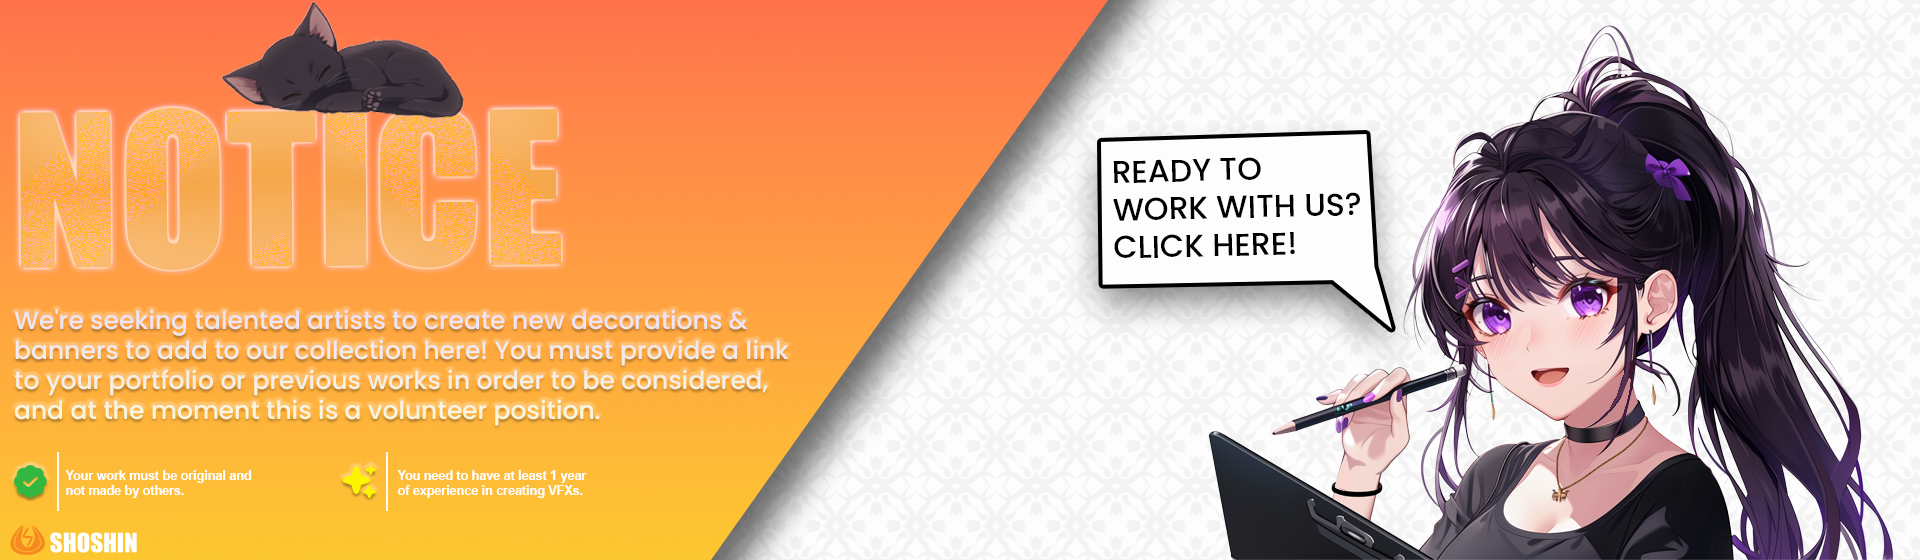 NOTICE
We're seeking talented artists to create new decorations &
banners to add to our collection here! You must provide a link
to your portfolio or previous works in order to be considered,
and at the moment this is a volunteer position.
Your work must be original and
not made by others.
You need to have at least 1 year
of experience in creating VFXs.
SHOSHIN
READY TO
WORK WITH US?
CLICK HERE!